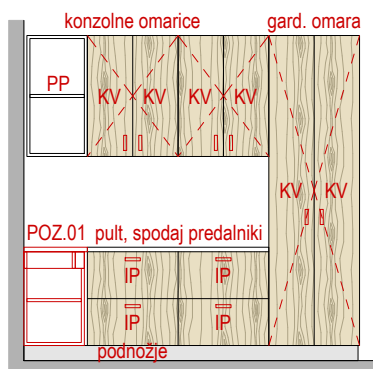 konzolne omarice gard. omara
PP
KV KV KV KV
KV KV
POZ.01 pult, spodaj predalniki
IP IP
IP IP
podnožje